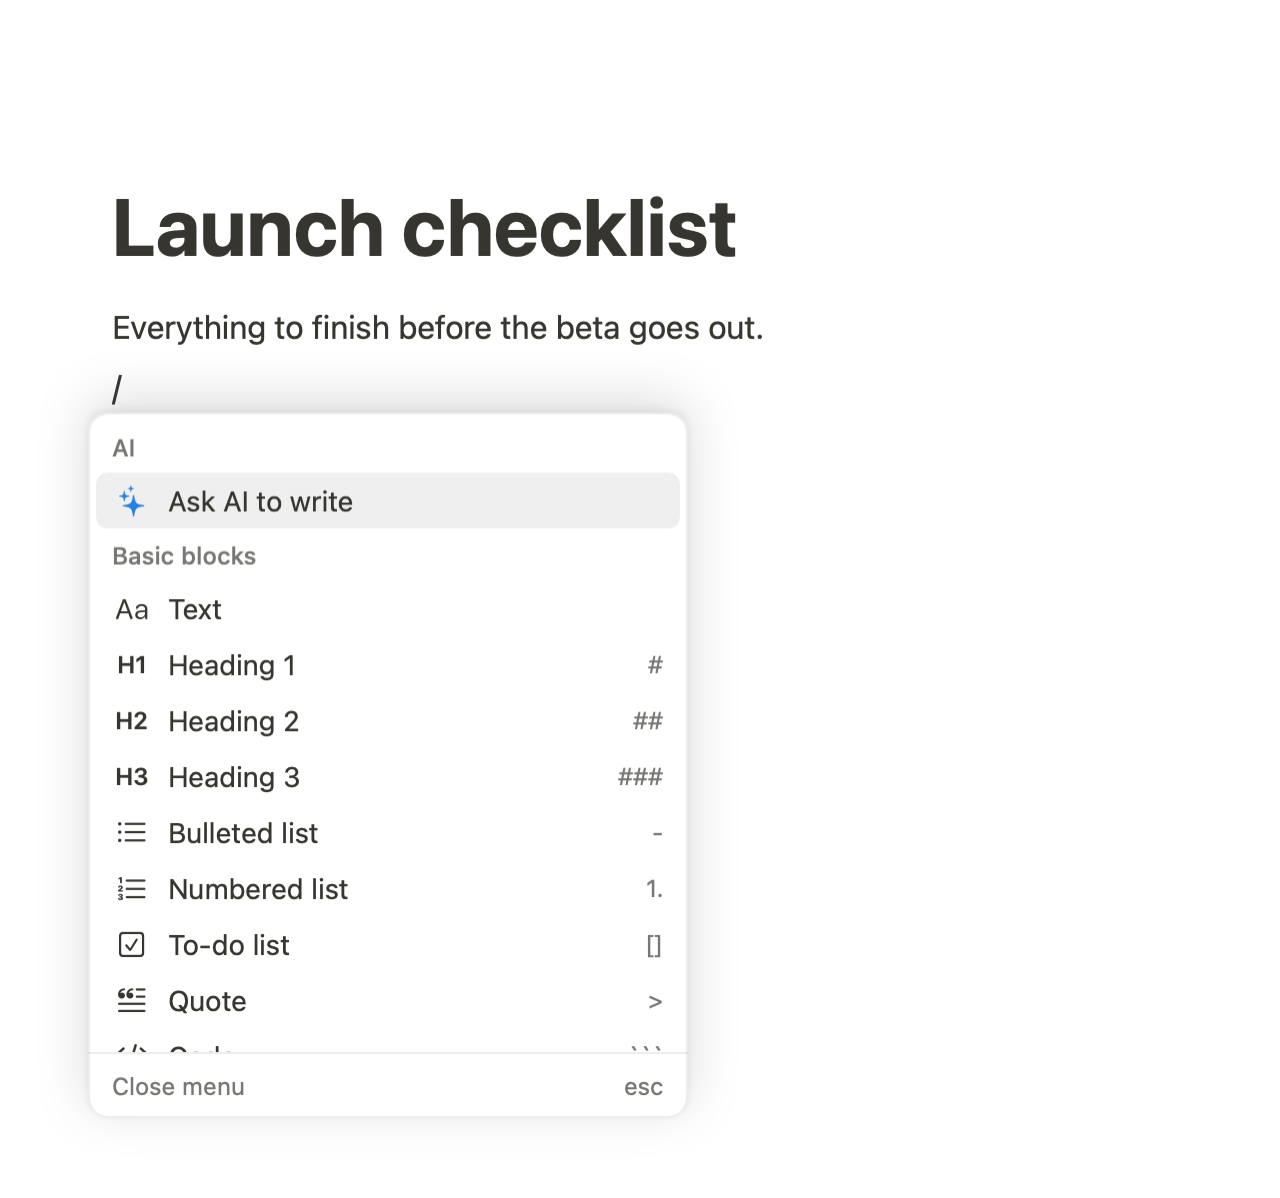 Launch checklist
Everything to finish before the beta goes out.
/
AI
Ask AI to write
Basic blocks
Aa Text
H1 Heading 1 #
H2 Heading 2 ##
H3 Heading 3 ###
Bulleted list -
Numbered list 1.
To-do list []
Quote >
Code ```
Close menu esc